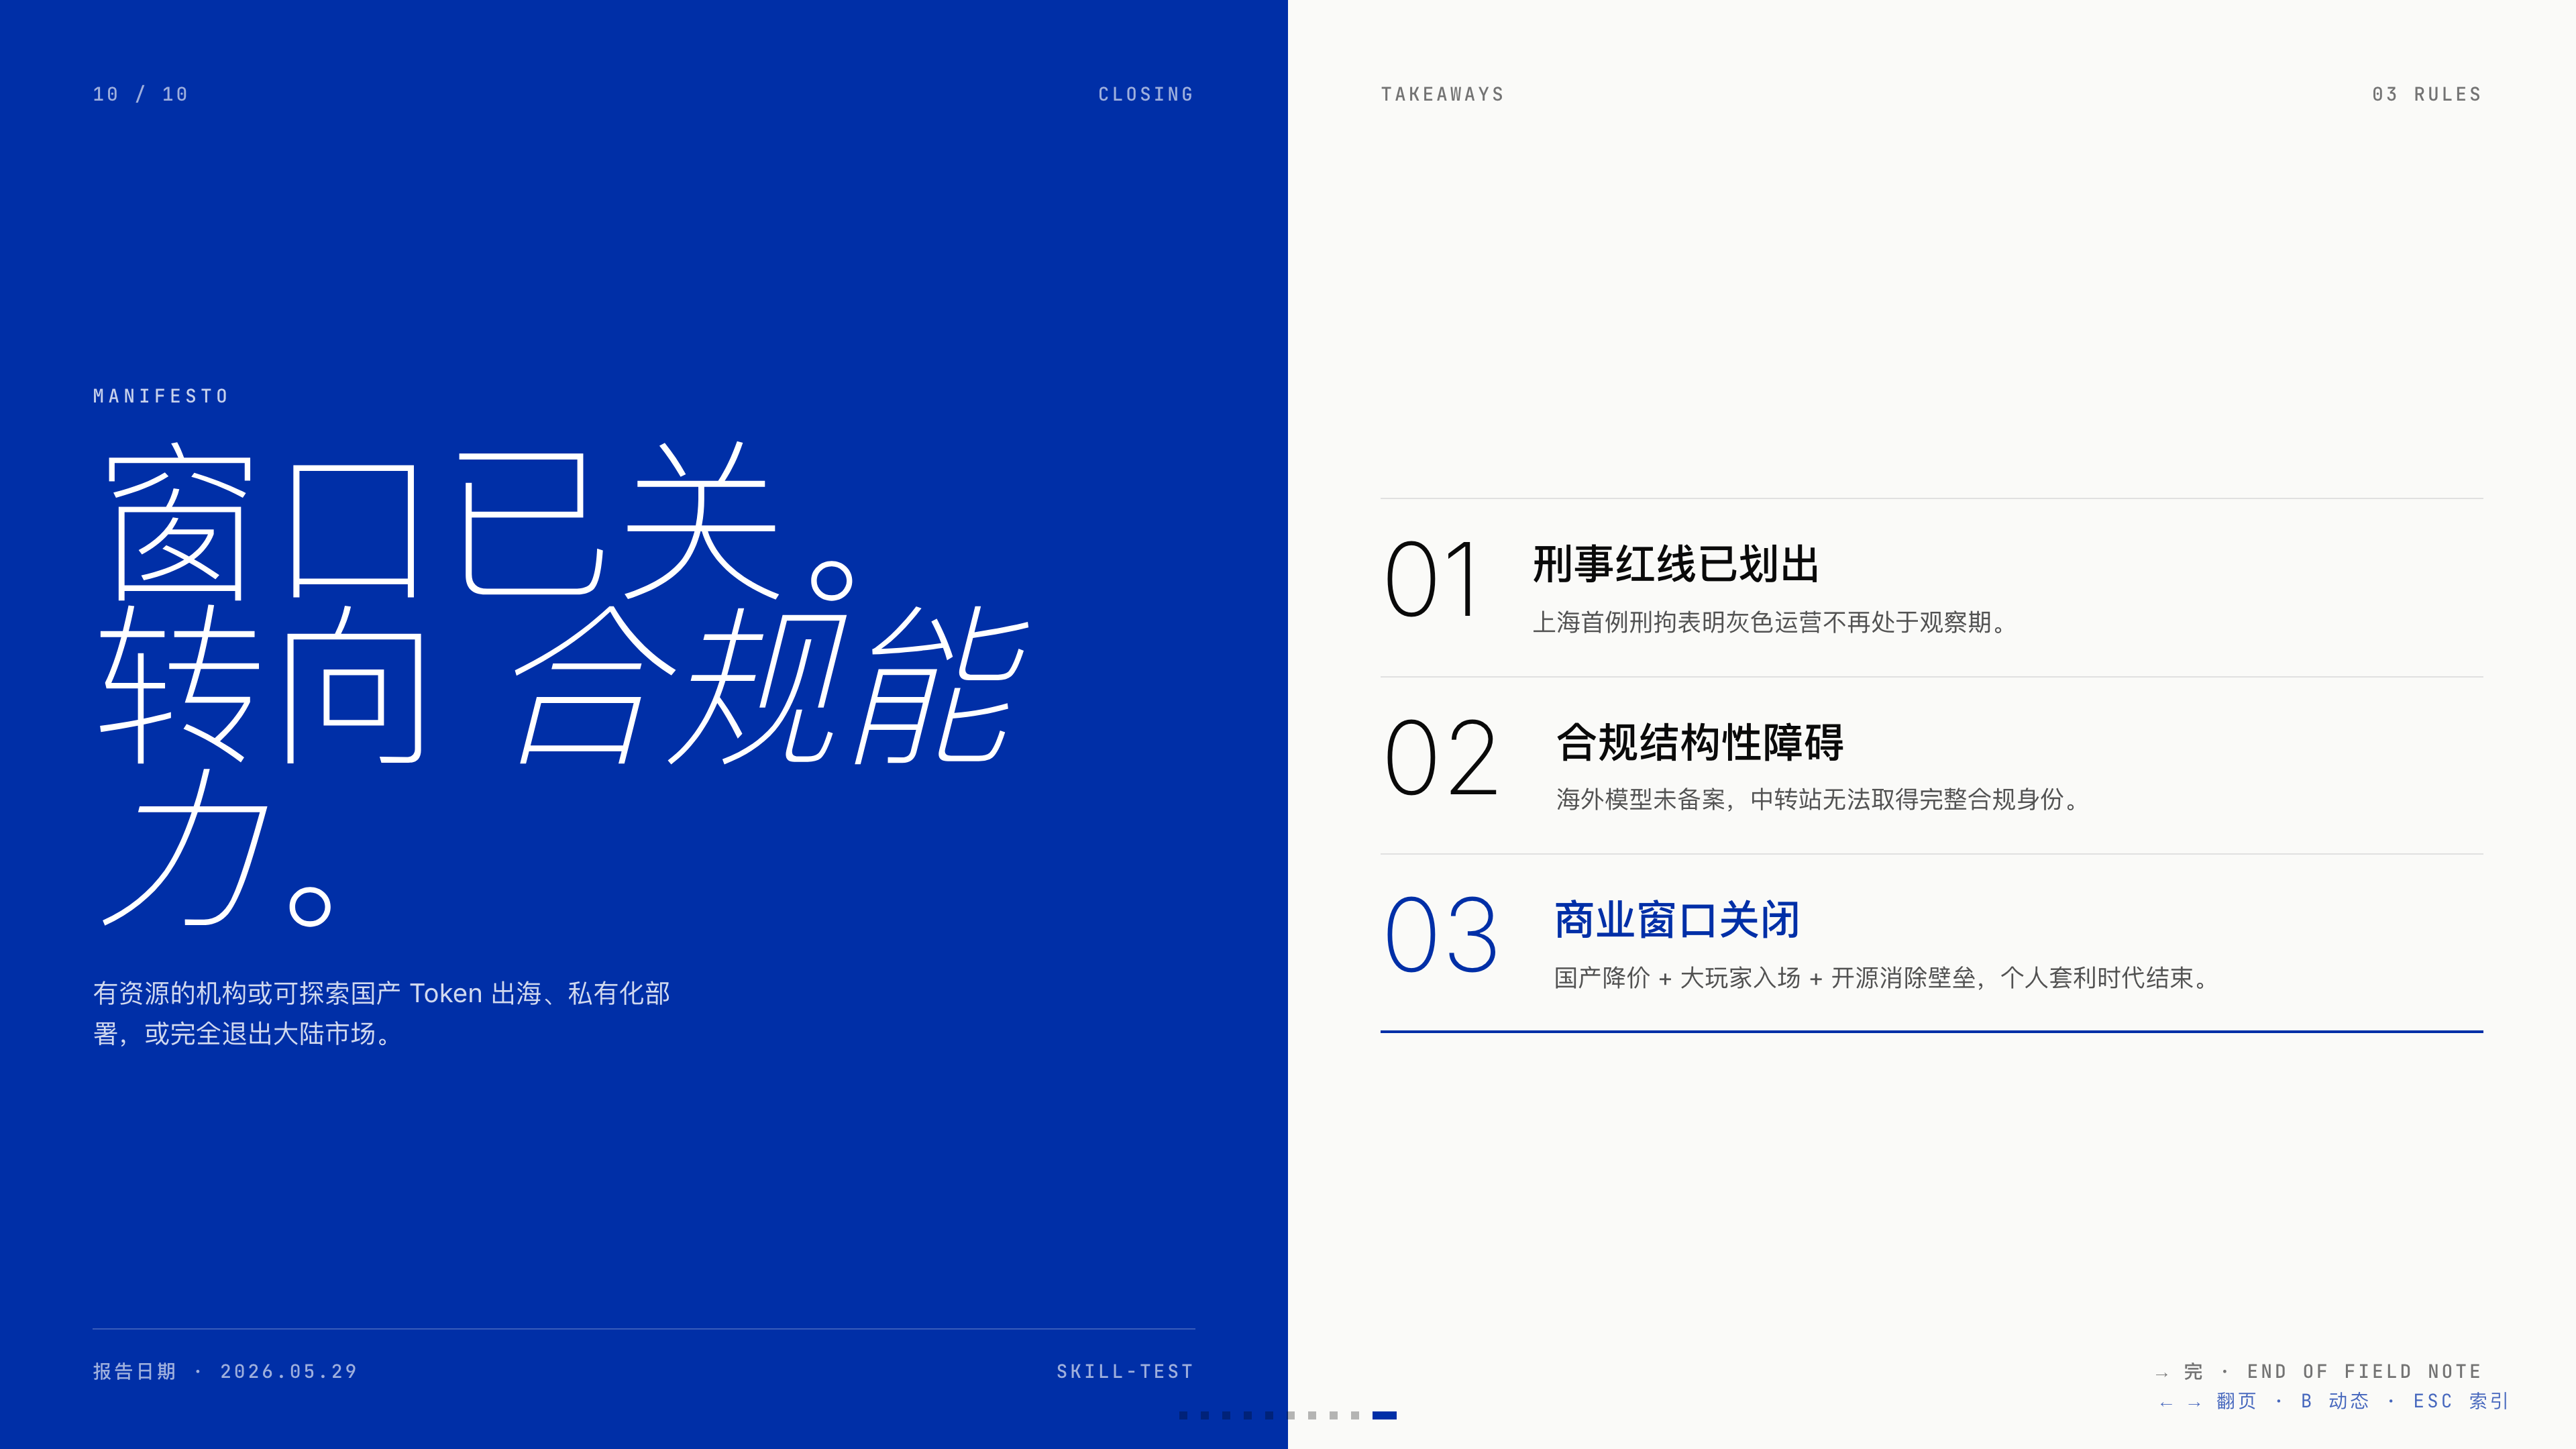 10 / 10
CLOSING
MANIFESTO
窗口已关。
转向 合规能
力。
有资源的机构或可探索国产 Token 出海、私有化部
署，或完全退出大陆市场。
报告日期 · 2026.05.29
SKILL-TEST
TAKEAWAYS
03 RULES
01
刑事红线已划出
上海首例刑拘表明灰色运营不再处于观察期。
02
合规结构性障碍
海外模型未备案，中转站无法取得完整合规身份。
03
商业窗口关闭
国产降价 + 大玩家入场 + 开源消除壁垒，个人套利时代结束。
→ 完 · END OF FIELD NOTE
← → 翻页 · B 动态 · ESC 索引